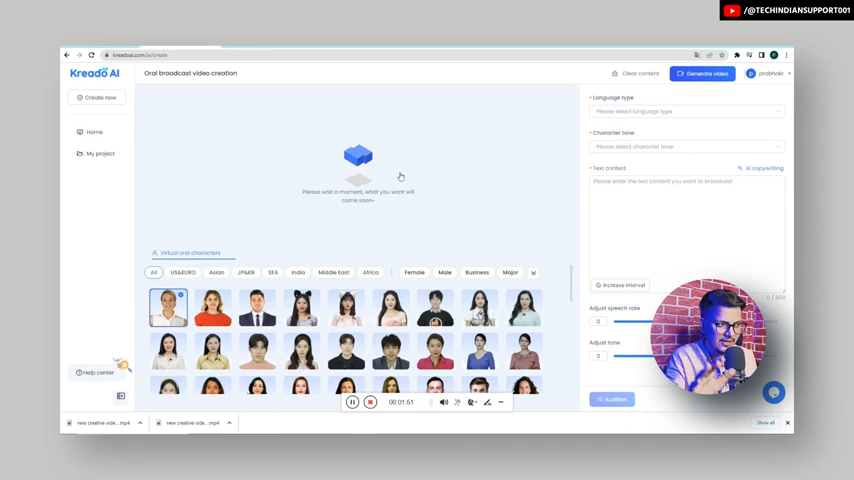 /@TECHINDIANSUPPORT001
kreadoai.com/ai/create
Kreado AI
Oral broadcast video creation
Clear content
Generate video
p
prabhakr
Create now
Home
My project
Help center
Please wait a moment, what you want will
come soon~
Virtual oral characters
All
US&EURO
Asian
JP&KR
SEA
India
Middle East
Africa
Female
Male
Business
Major
* Language type
Please select language type
* Character tone
Please select character tone
* Text content
AI copywriting
Please enter the text content you want to broadcast
Increase interval
0 / 800
Adjust speech rate
0
Adjust tone
0
Audition
00:01:51
new creative vide....mp4
new creative vide....mp4
Show all